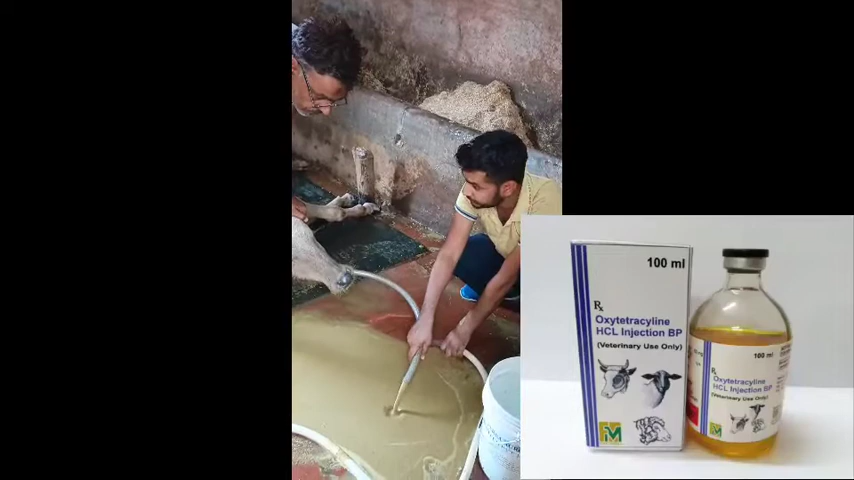 100 ml
Rx
Oxytetracyline
HCL Injection BP
(Veterinary Use Only)
M
100 ml
Rx
Oxytetracyline
HCL Injection BP
(Veterinary Use Only)